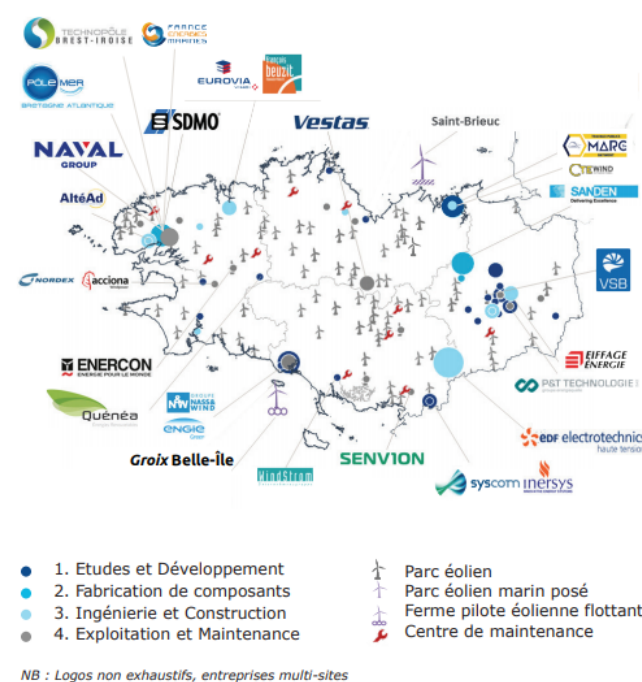 TECHNOPÔLE
BREST-IROISE
FRANCE
ENERGIES
MARINES
PÔLE MER
BRETAGNE ATLANTIQUE
EUROVIA
françois
beuzit
SDMO
Vestas
Saint-Brieuc
NAVAL
GROUP
MARC
WIND
SANDEN
Delivering Excellence
AltéAd
NORDEX
acciona
VSB
ENERCON
ENERGIE POUR LE MONDE
EIFFAGE
ÉNERGIE
P&T TECHNOLOGIE
Quénéa
GROUPE
NASS&
WIND
ENGIE
Green
EDF electrotechnics
haute tension
Groix Belle-Île
WindStrom
SENVION
syscom
inersys
1. Etudes et Développement
2. Fabrication de composants
3. Ingénierie et Construction
4. Exploitation et Maintenance
Parc éolien
Parc éolien marin posé
Ferme pilote éolienne flottant
Centre de maintenance
NB : Logos non exhaustifs, entreprises multi-sites